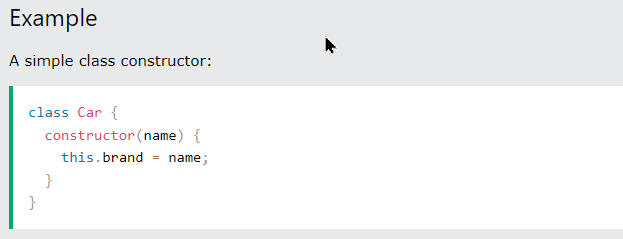 Example
A simple class constructor:
class Car {
  constructor(name) {
    this.brand = name;
  }
}